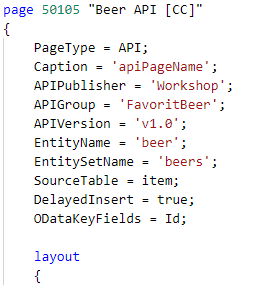 page 50105 "Beer API [CC]"
{
PageType = API;
Caption = 'apiPageName';
APIPublisher = 'Workshop';
APIGroup = 'FavoritBeer';
APIVersion = 'v1.0';
EntityName = 'beer';
EntitySetName = 'beers';
SourceTable = item;
DelayedInsert = true;
ODataKeyFields = Id;
layout
{